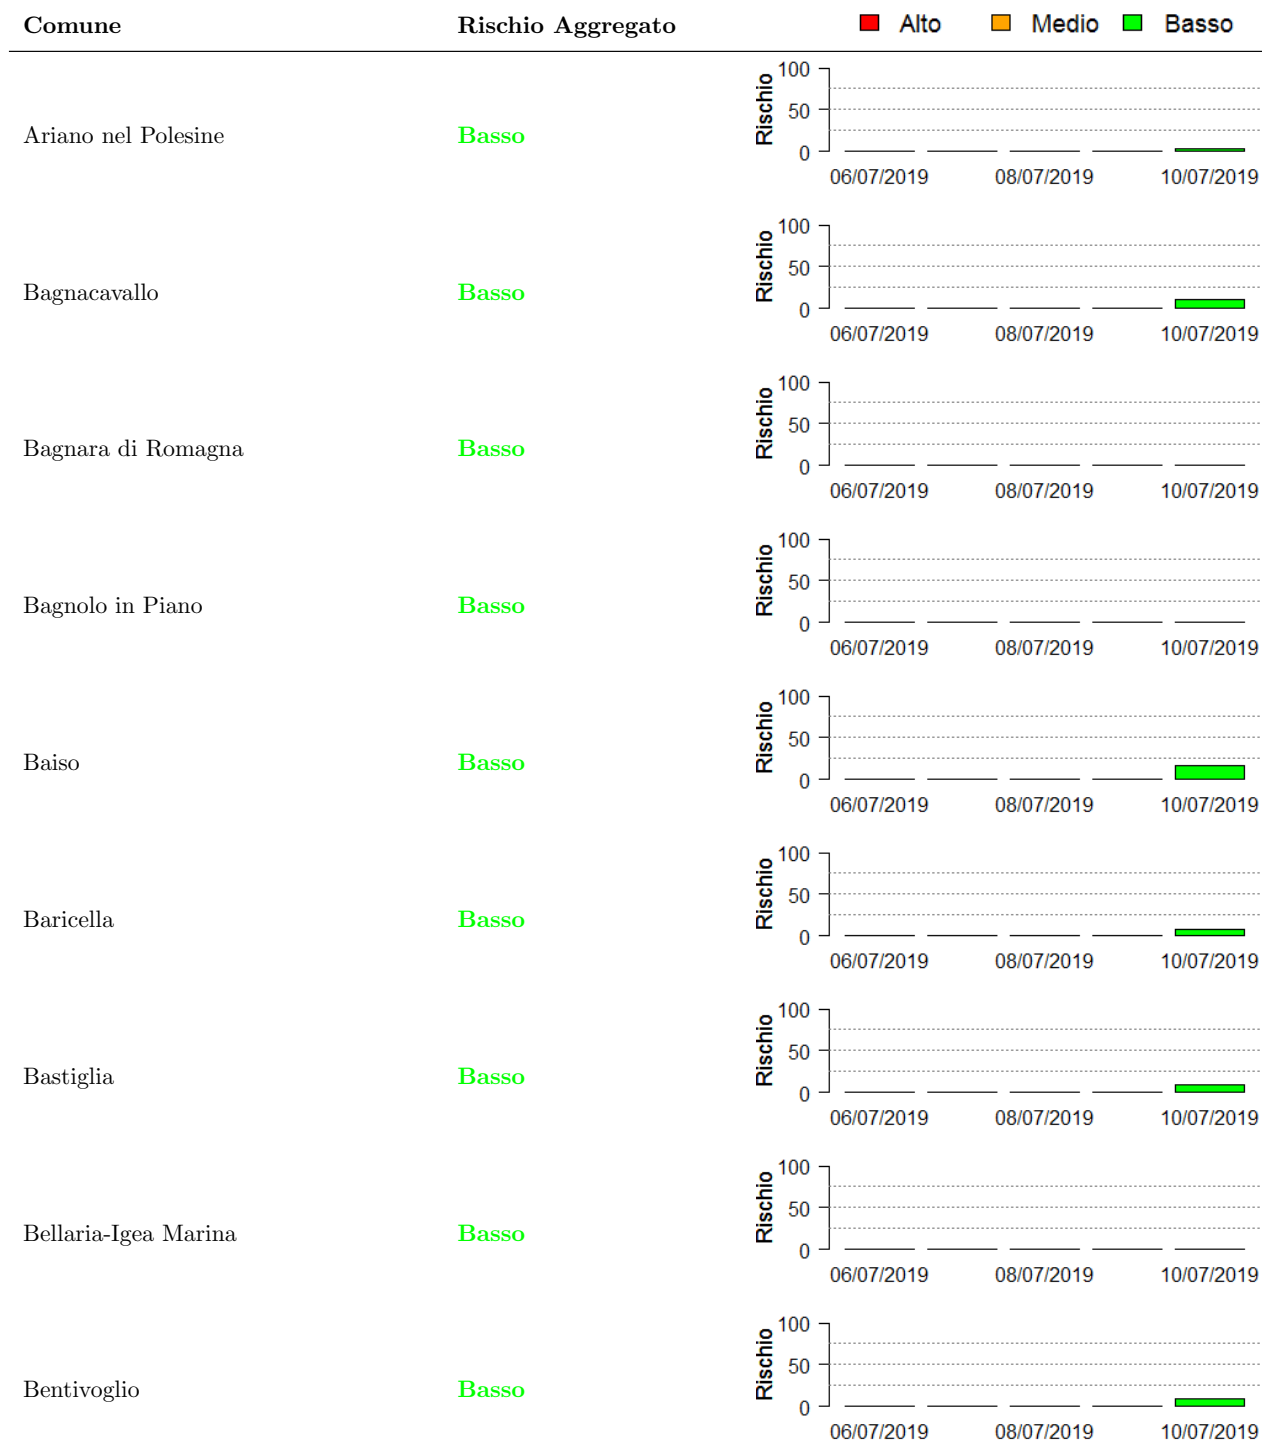 Comune Rischio Aggregato Alto Medio Basso
100
Rischio
50
Ariano nel Polesine Basso
0
06/07/2019 08/07/2019 10/07/2019
100
Rischio
50
Bagnacavallo Basso
0
06/07/2019 08/07/2019 10/07/2019
100
Rischio
50
Bagnara di Romagna Basso
0
06/07/2019 08/07/2019 10/07/2019
100
Rischio
50
Bagnolo in Piano Basso
0
06/07/2019 08/07/2019 10/07/2019
100
Rischio
50
Baiso Basso
0
06/07/2019 08/07/2019 10/07/2019
100
Rischio
50
Baricella Basso
0
06/07/2019 08/07/2019 10/07/2019
100
Rischio
50
Bastiglia Basso
0
06/07/2019 08/07/2019 10/07/2019
100
Rischio
50
Bellaria-Igea Marina Basso
0
06/07/2019 08/07/2019 10/07/2019
100
Rischio
50
Bentivoglio Basso
0
06/07/2019 08/07/2019 10/07/2019